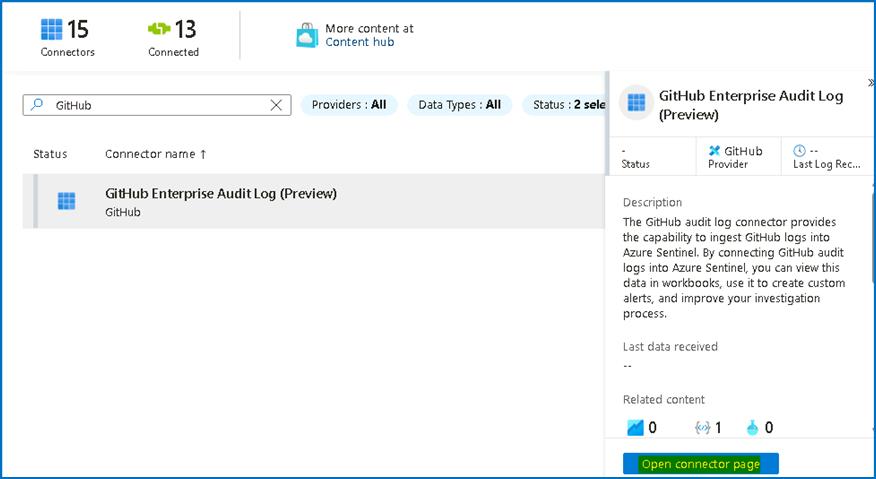 15
Connectors
13
Connected
More content at
Content hub
GitHub
Providers : All
Data Types : All
Status : 2 sele
Status
Connector name ↑
GitHub Enterprise Audit Log (Preview)
GitHub
»
GitHub Enterprise Audit Log
(Preview)
-
Status
GitHub
Provider
--
Last Log Rec...
Description
The GitHub audit log connector provides
the capability to ingest GitHub logs into
Azure Sentinel. By connecting GitHub audit
logs into Azure Sentinel, you can view this
data in workbooks, use it to create custom
alerts, and improve your investigation
process.
Last data received
--
Related content
0
1
0
Open connector page